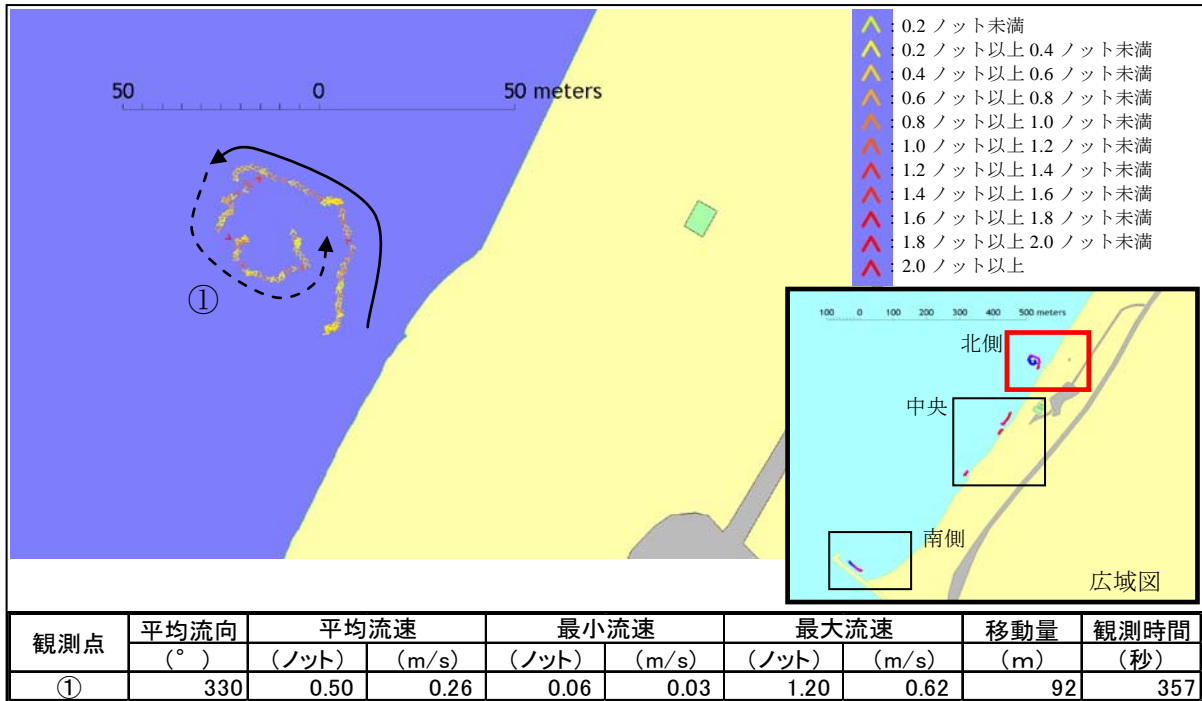 50 0 50 meters
①
: 0.2 ノット未満
: 0.2 ノット以上 0.4 ノット未満
: 0.4 ノット以上 0.6 ノット未満
: 0.6 ノット以上 0.8 ノット未満
: 0.8 ノット以上 1.0 ノット未満
: 1.0 ノット以上 1.2 ノット未満
: 1.2 ノット以上 1.4 ノット未満
: 1.4 ノット以上 1.6 ノット未満
: 1.6 ノット以上 1.8 ノット未満
: 1.8 ノット以上 2.0 ノット未満
: 2.0 ノット以上
100 0 100 200 300 400 500 meters
北側
中央
南側
広域図
観測点 平均流向 平均流速 最小流速 最大流速 移動量 観測時間
(°) (ノット) (m/s) (ノット) (m/s) (ノット) (m/s) (m) (秒)
① 330 0.50 0.26 0.06 0.03 1.20 0.62 92 357